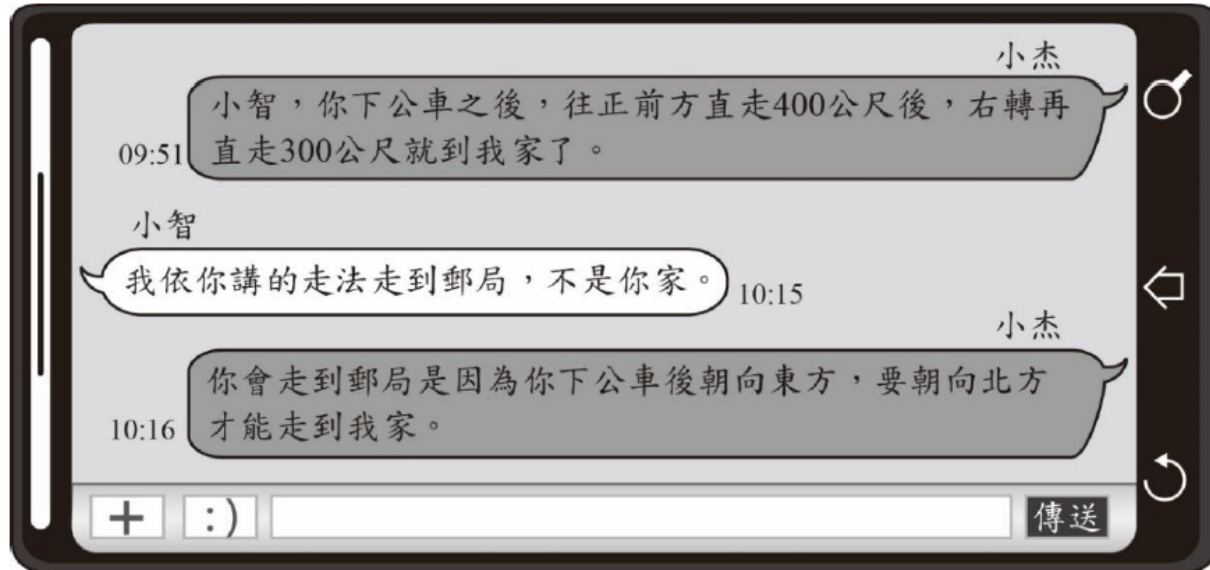 小杰
小智，你下公車之後，往正前方直走400公尺後，右轉再
直走300公尺就到我家了。
09:51
小智
我依你講的走法走到郵局，不是你家。
10:15
小杰
你會走到郵局是因為你下公車後朝向東方，要朝向北方
才能走到我家。
10:16
+
:)
傳送